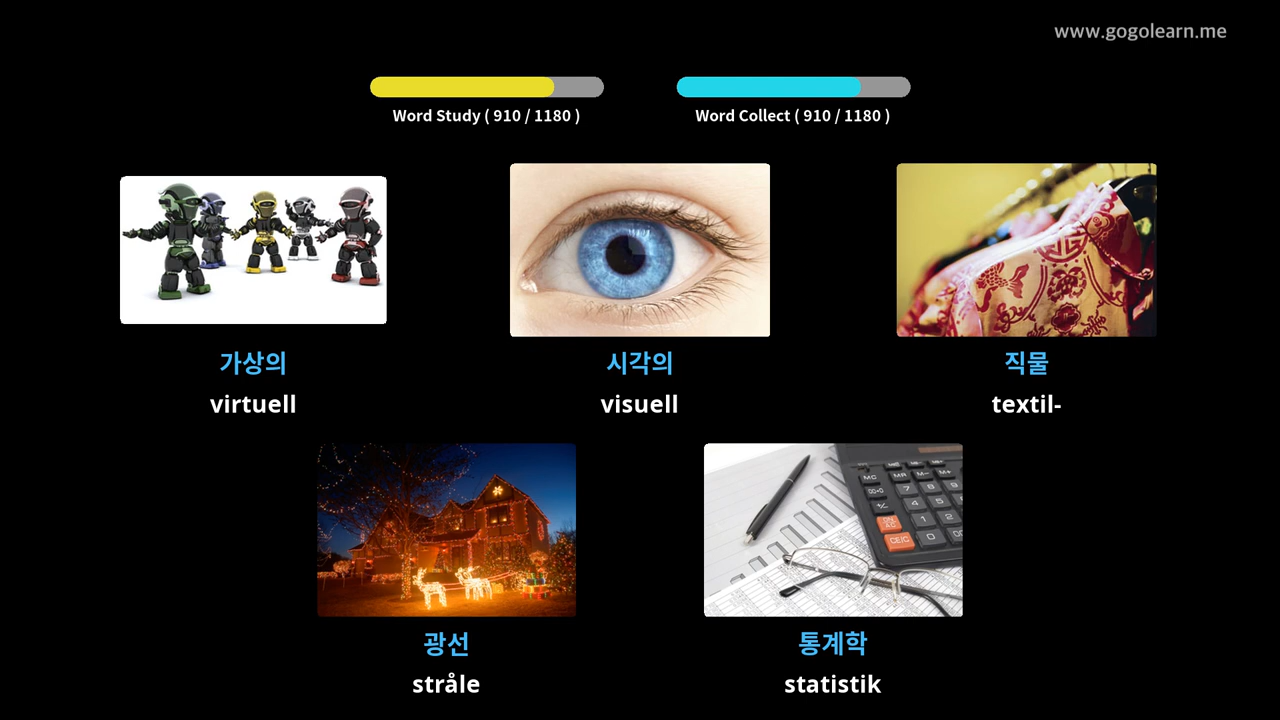 www.gogolearn.me
Word Study ( 910 / 1180 )
Word Collect ( 910 / 1180 )
가상의
virtuell
시각의
visuell
직물
textil-
광선
stråle
통계학
statistik